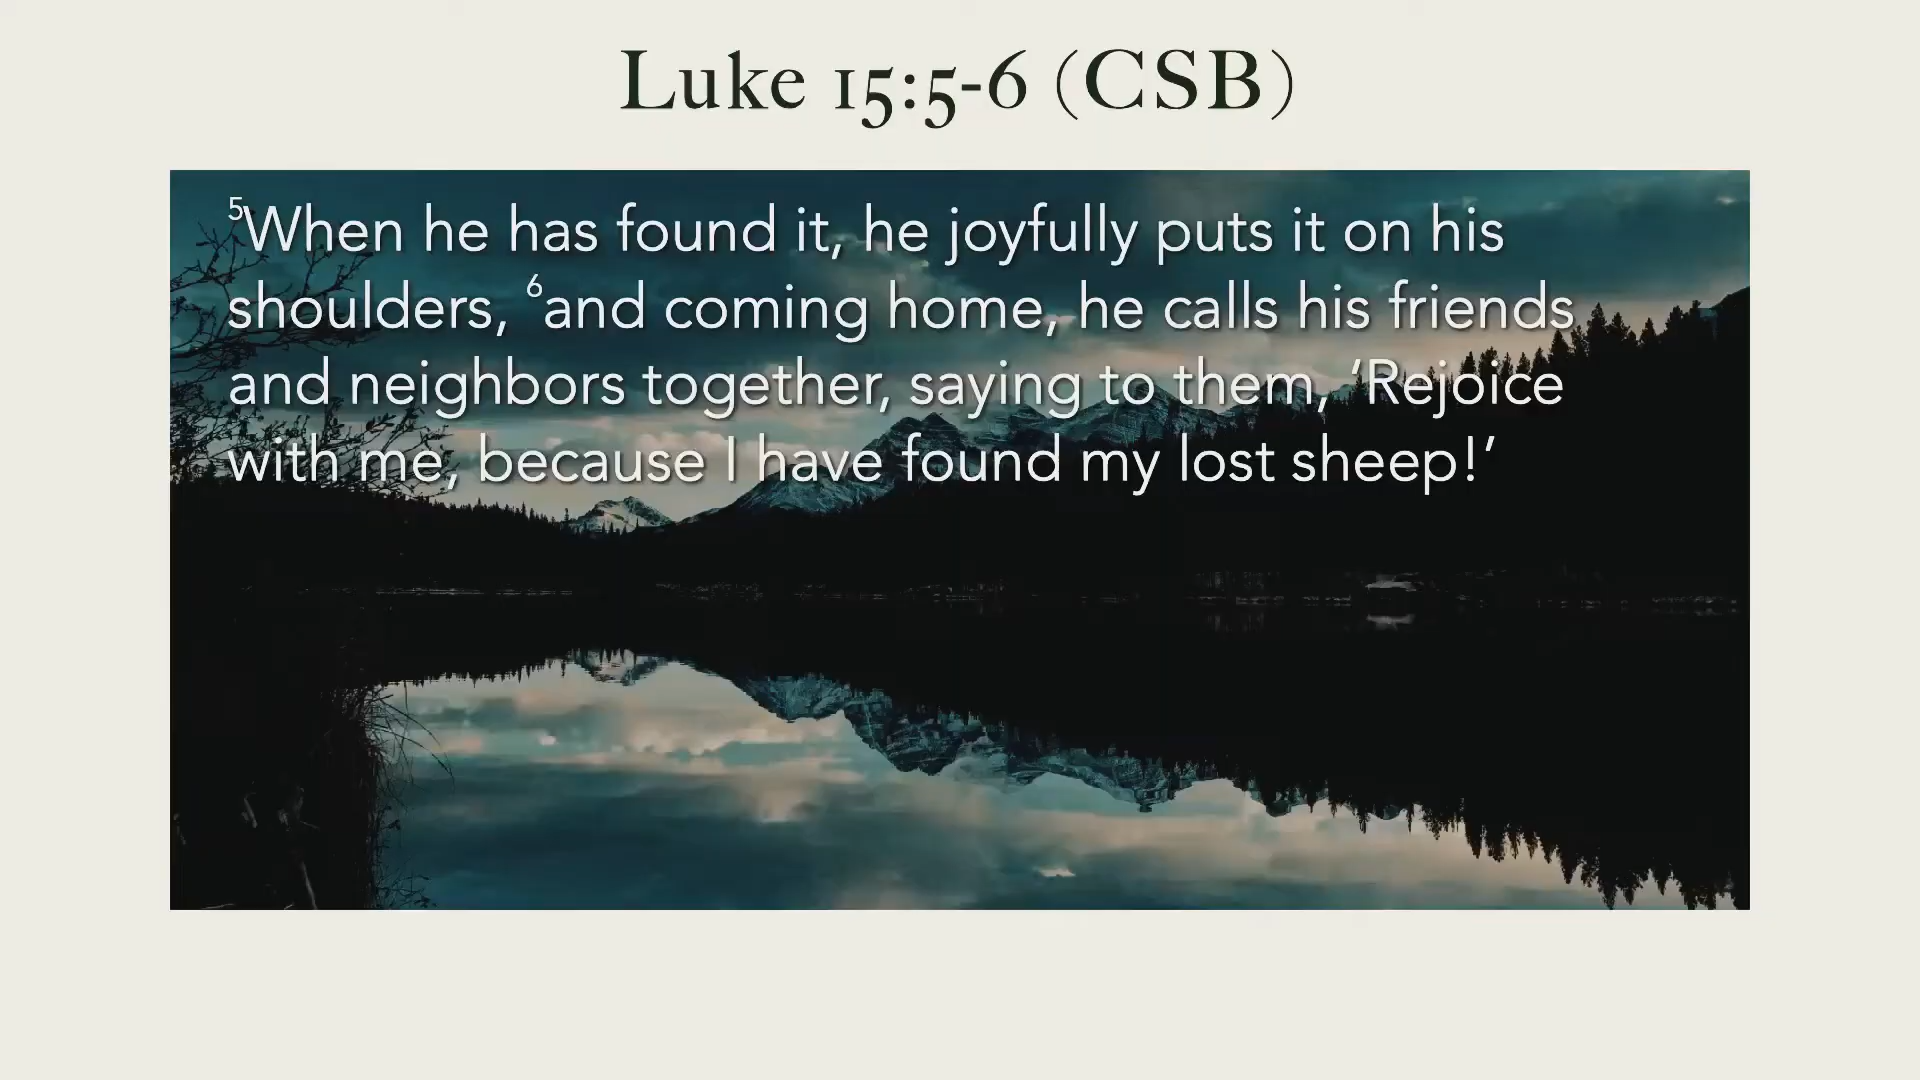 Luke 15:5-6 (CSB)
⁵When he has found it, he joyfully puts it on his
shoulders, ⁶and coming home, he calls his friends
and neighbors together, saying to them, ‘Rejoice
with me, because I have found my lost sheep!’